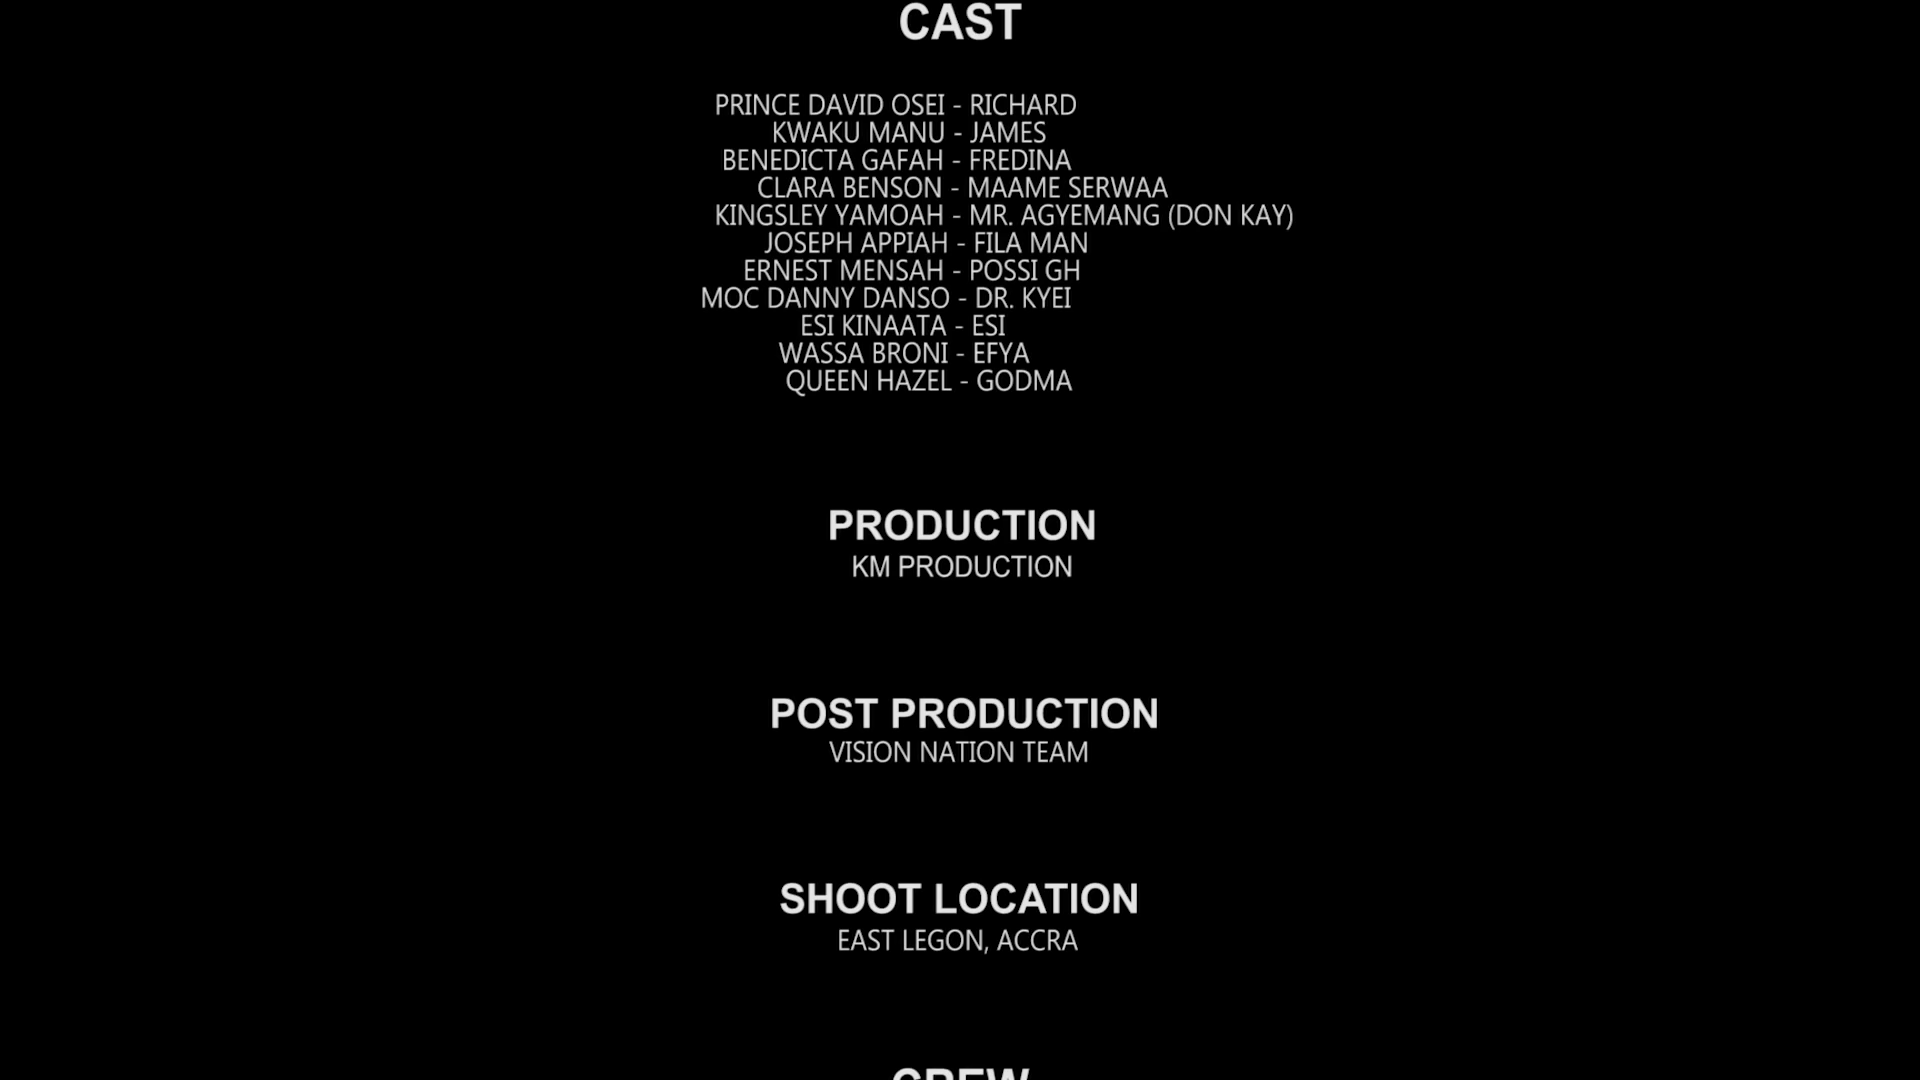 CAST
PRINCE DAVID OSEI - RICHARD
KWAKU MANU - JAMES
BENEDICTA GAFAH - FREDINA
CLARA BENSON - MAAME SERWAA
KINGSLEY YAMOAH - MR. AGYEMANG (DON KAY)
JOSEPH APPIAH - FILA MAN
ERNEST MENSAH - POSSI GH
MOC DANNY DANSO - DR. KYEI
ESI KINAATA - ESI
WASSA BRONI - EFYA
QUEEN HAZEL - GODMA
PRODUCTION
KM PRODUCTION
POST PRODUCTION
VISION NATION TEAM
SHOOT LOCATION
EAST LEGON, ACCRA
CREW